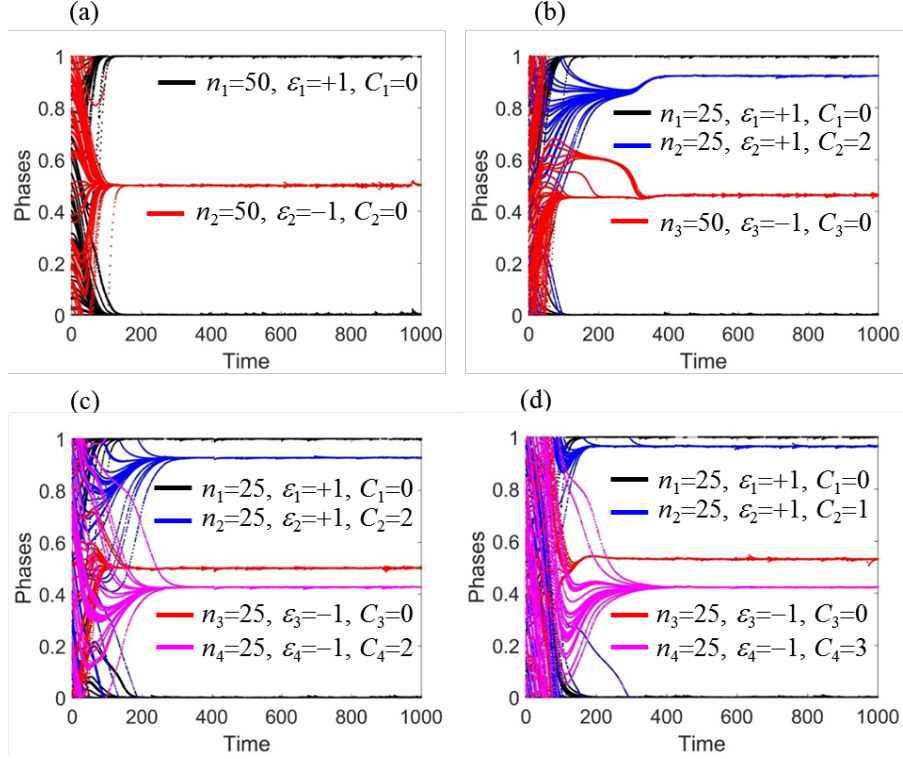 (a)
1
0.8
0.6
0.4
0.2
0
Phases
n₁=50, ε₁=+1, C₁=0
n₂=50, ε₂=−1, C₂=0
0 200 400 600 800 1000
Time
(b)
1
0.8
0.6
0.4
0.2
0
Phases
n₁=25, ε₁=+1, C₁=0
n₂=25, ε₂=+1, C₂=2
n₃=50, ε₃=−1, C₃=0
0 200 400 600 800 1000
Time
(c)
1
0.8
0.6
0.4
0.2
0
Phases
n₁=25, ε₁=+1, C₁=0
n₂=25, ε₂=+1, C₂=2
n₃=25, ε₃=−1, C₃=0
n₄=25, ε₄=−1, C₄=2
0 200 400 600 800 1000
Time
(d)
1
0.8
0.6
0.4
0.2
0
Phases
n₁=25, ε₁=+1, C₁=0
n₂=25, ε₂=+1, C₂=1
n₃=25, ε₃=−1, C₃=0
n₄=25, ε₄=−1, C₄=3
0 200 400 600 800 1000
Time